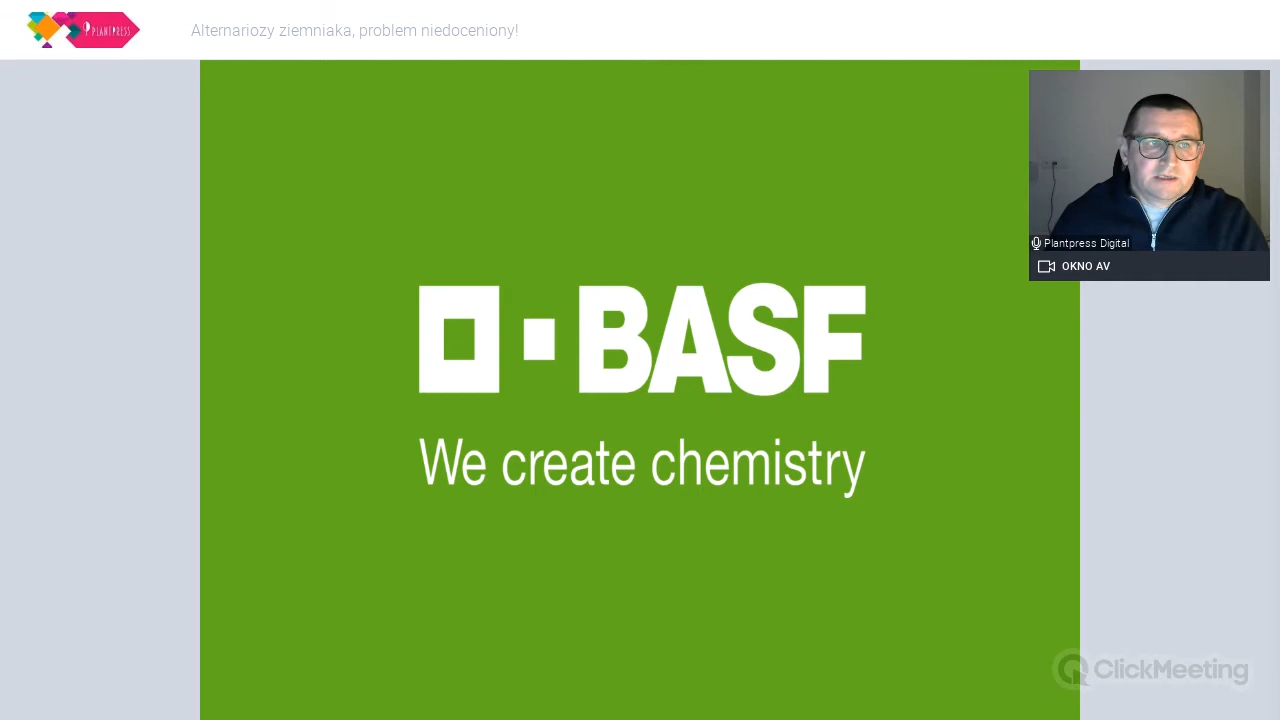 PLANTPRESS
Alternariozy ziemniaka, problem niedoceniony!
BASF
We create chemistry
Plantpress Digital
OKNO AV
ClickMeeting